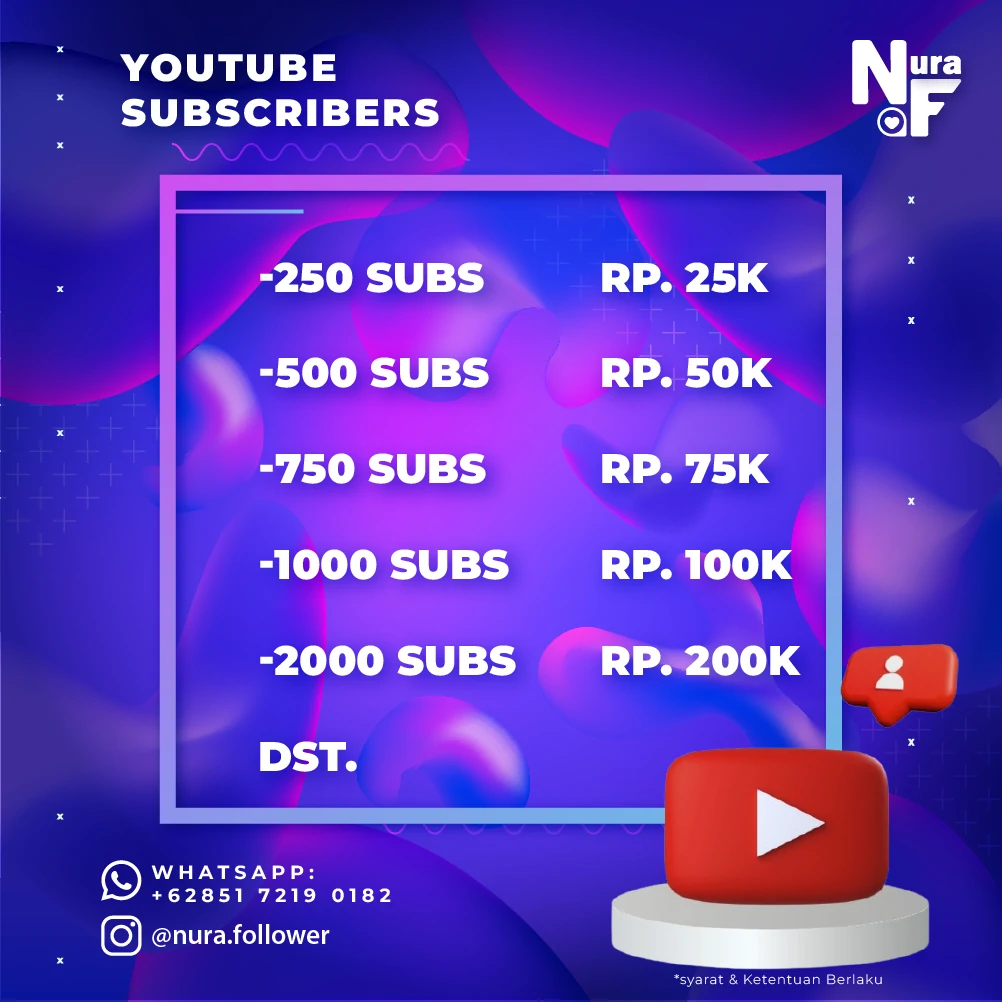 YOUTUBE
SUBSCRIBERS
Nura
aF
-250 SUBS RP. 25K
-500 SUBS RP. 50K
-750 SUBS RP. 75K
-1000 SUBS RP. 100K
-2000 SUBS RP. 200K
DST.
WHATSAPP:
+62851 7219 0182
@nura.follower
*syarat & Ketentuan Berlaku